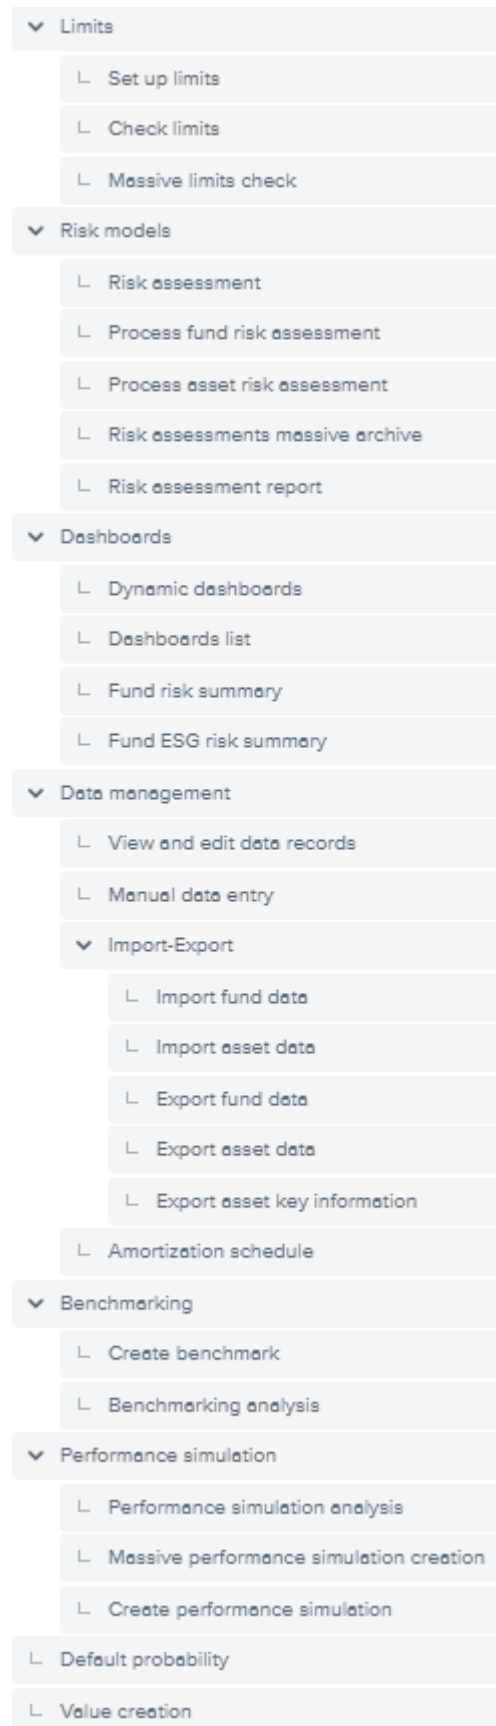 Limits
Set up limits
Check limits
Massive limits check
Risk models
Risk assessment
Process fund risk assessment
Process asset risk assessment
Risk assessments massive archive
Risk assessment report
Dashboards
Dynamic dashboards
Dashboards list
Fund risk summary
Fund ESG risk summary
Data management
View and edit data records
Manual data entry
Import-Export
Import fund data
Import asset data
Export fund data
Export asset data
Export asset key information
Amortization schedule
Benchmarking
Create benchmark
Benchmarking analysis
Performance simulation
Performance simulation analysis
Massive performance simulation creation
Create performance simulation
Default probability
Value creation